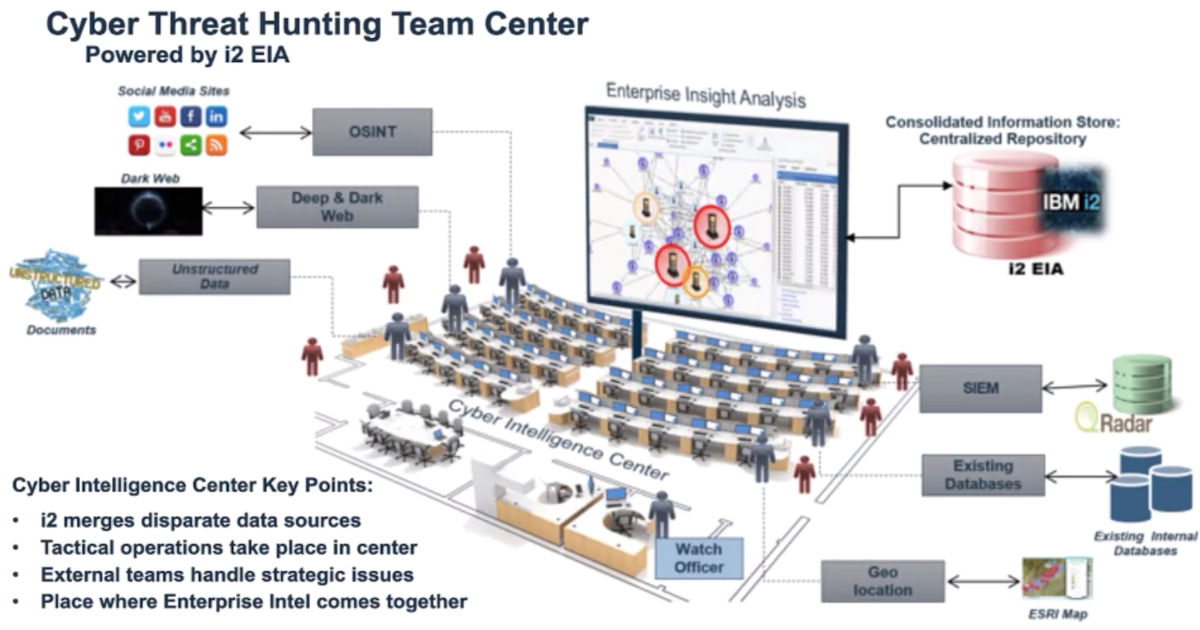 Cyber Threat Hunting Team Center
Powered by i2 EIA
Social Media Sites
OSINT
Dark Web
Deep & Dark
Web
UNSTRUCTURED
DATA
Documents
Unstructured
Data
Enterprise Insight Analysis
Consolidated Information Store:
Centralized Repository
IBM i2
i2 EIA
SIEM
QRadar
Existing
Databases
Existing Internal
Databases
Geo
location
ESRI Map
Cyber Intelligence Center
Watch
Officer
Cyber Intelligence Center Key Points:
• i2 merges disparate data sources
• Tactical operations take place in center
• External teams handle strategic issues
• Place where Enterprise Intel comes together